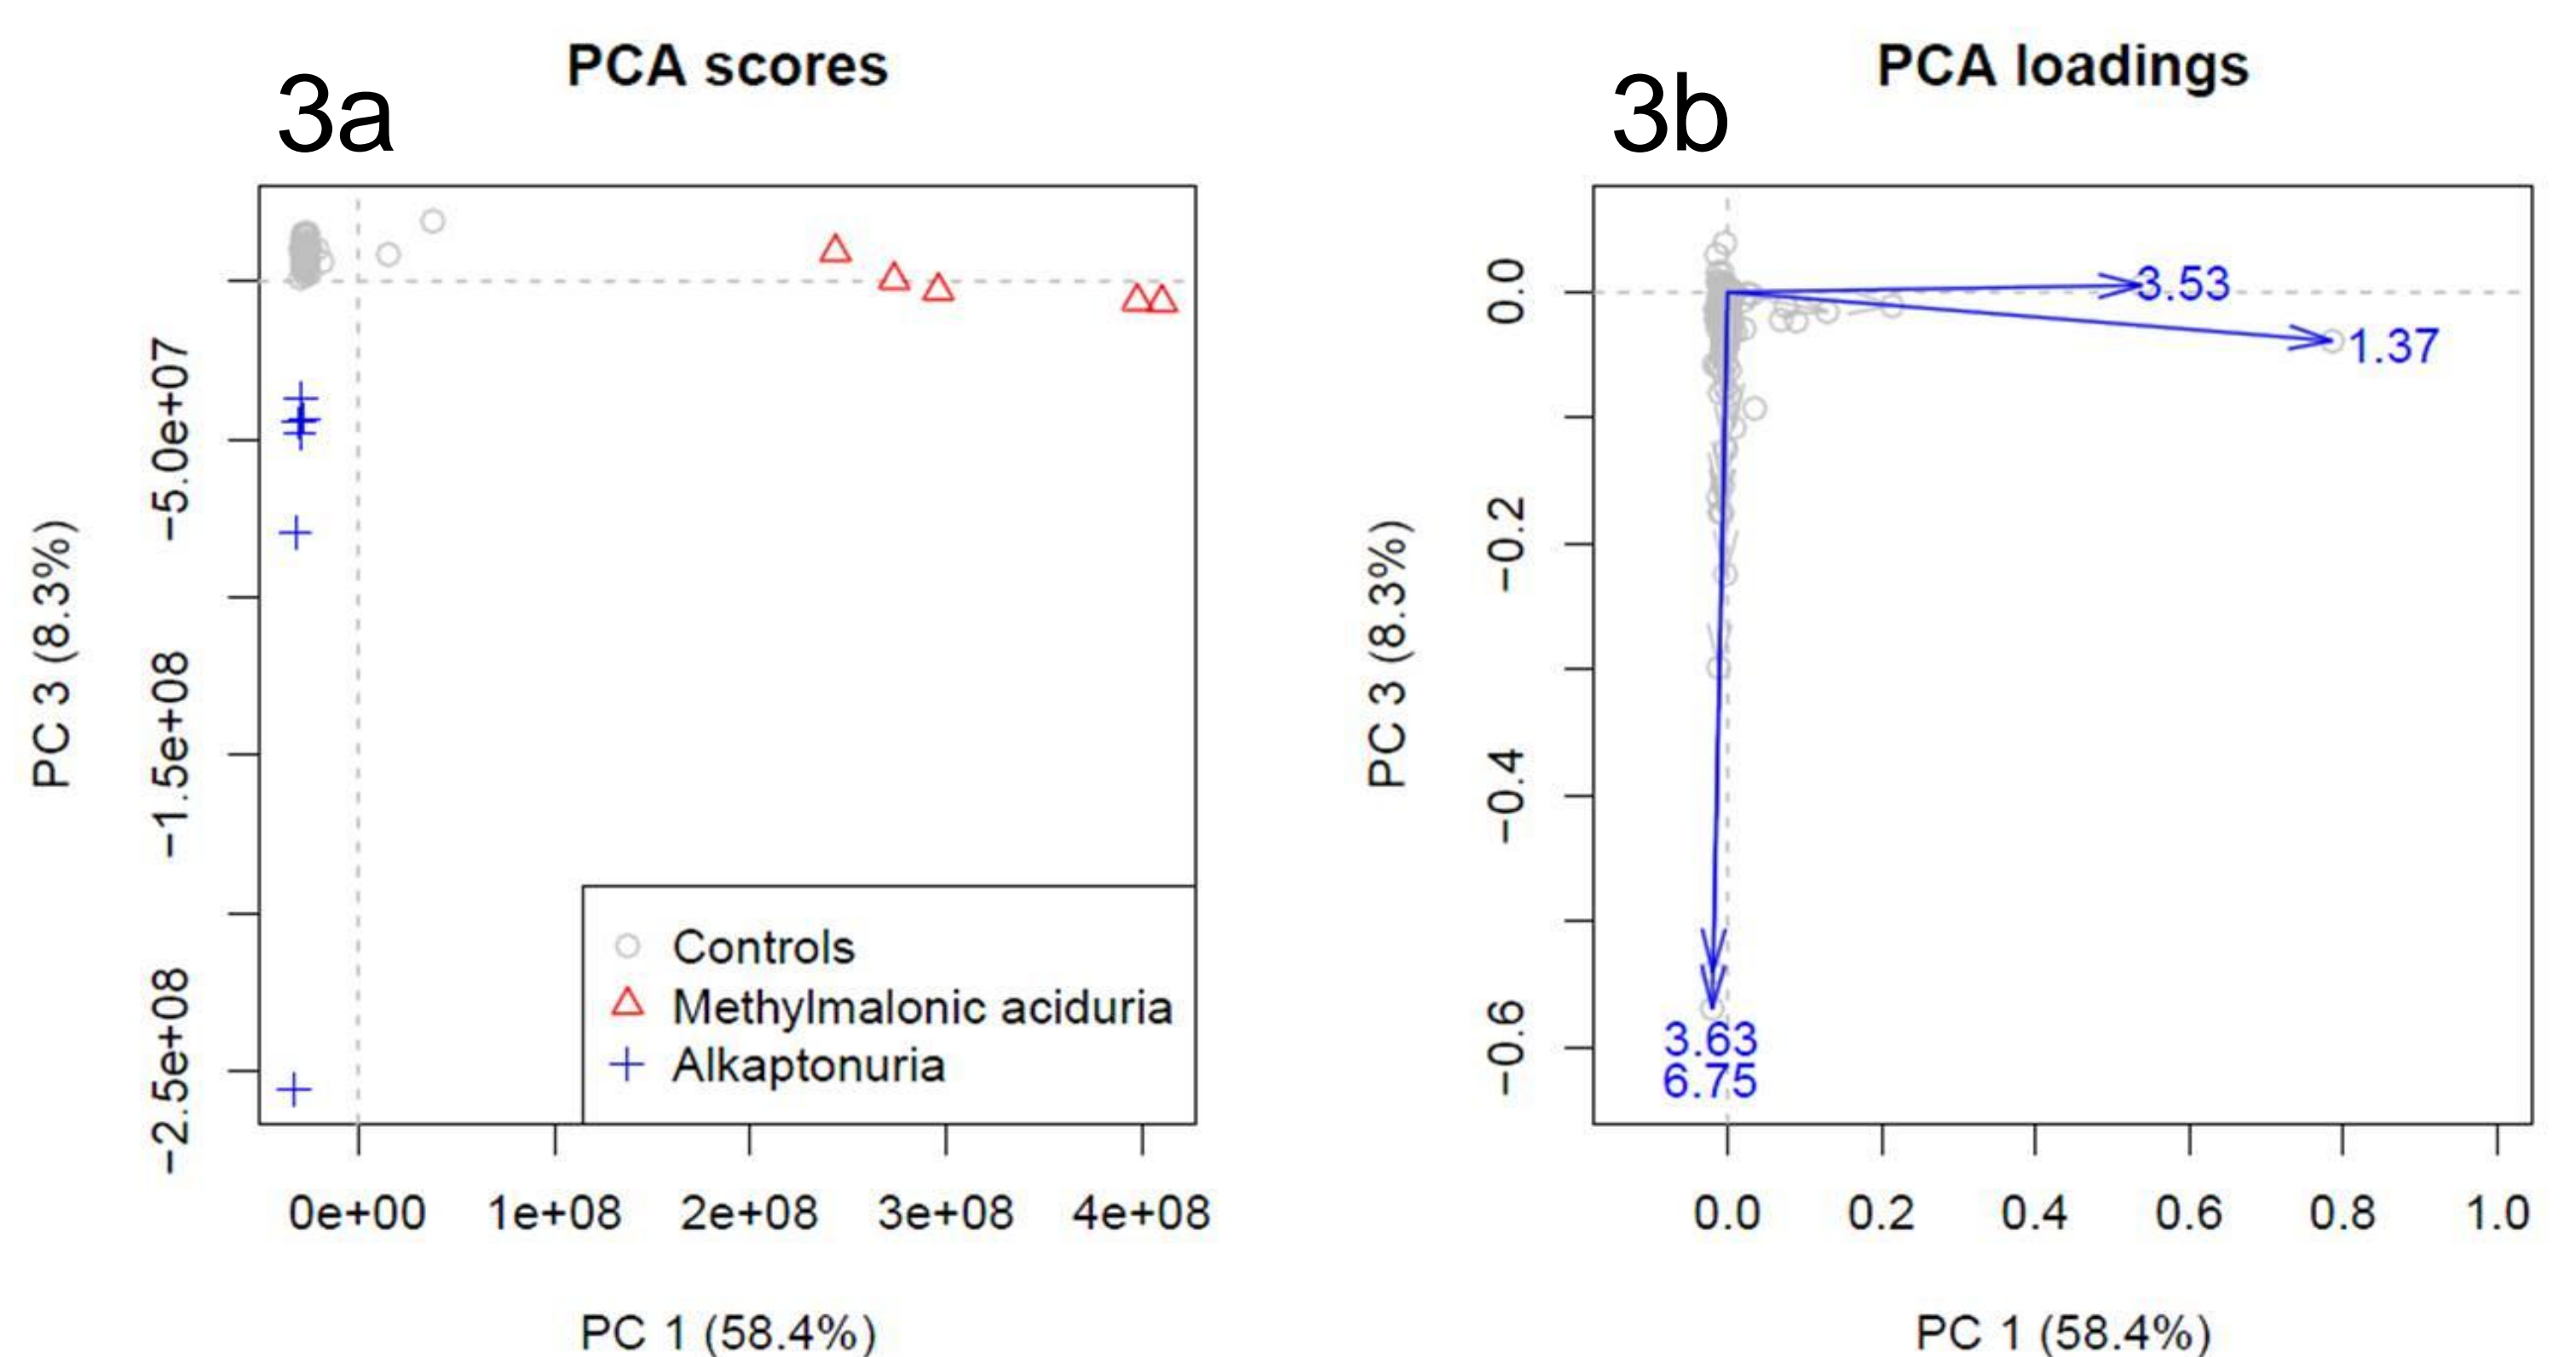 PCA scores
3a
PC 3 (8.3%)
−5.0e+07
−1.5e+08
−2.5e+08
Controls
Methylmalonic aciduria
Alkaptonuria
0e+00 1e+08 2e+08 3e+08 4e+08
PC 1 (58.4%)
PCA loadings
3b
PC 3 (8.3%)
0.0
−0.2
−0.4
−0.6
3.53
1.37
3.63
6.75
0.0 0.2 0.4 0.6 0.8 1.0
PC 1 (58.4%)